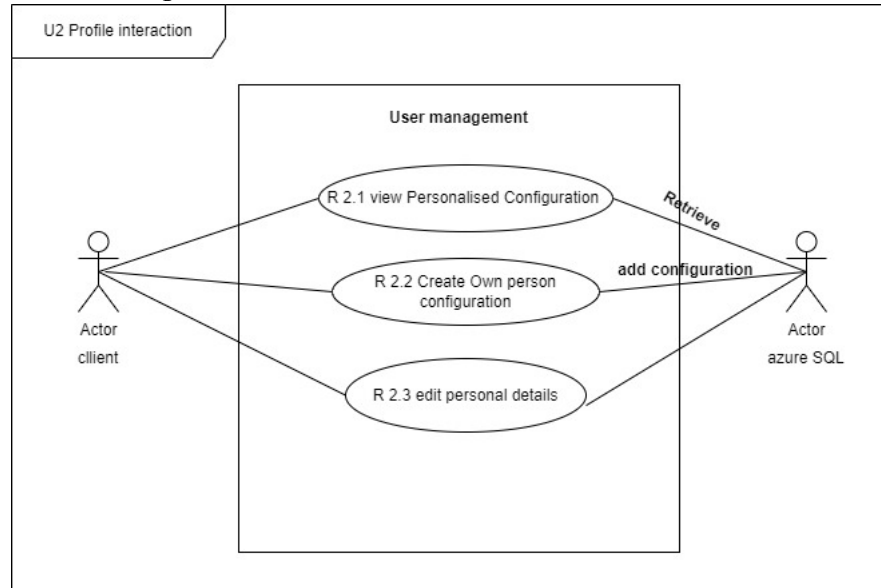 U2 Profile interaction
User management
R 2.1 view Personalised Configuration
Retrieve
R 2.2 Create Own person
configuration
add configuration
Actor
cllient
Actor
azure SQL
R 2.3 edit personal details